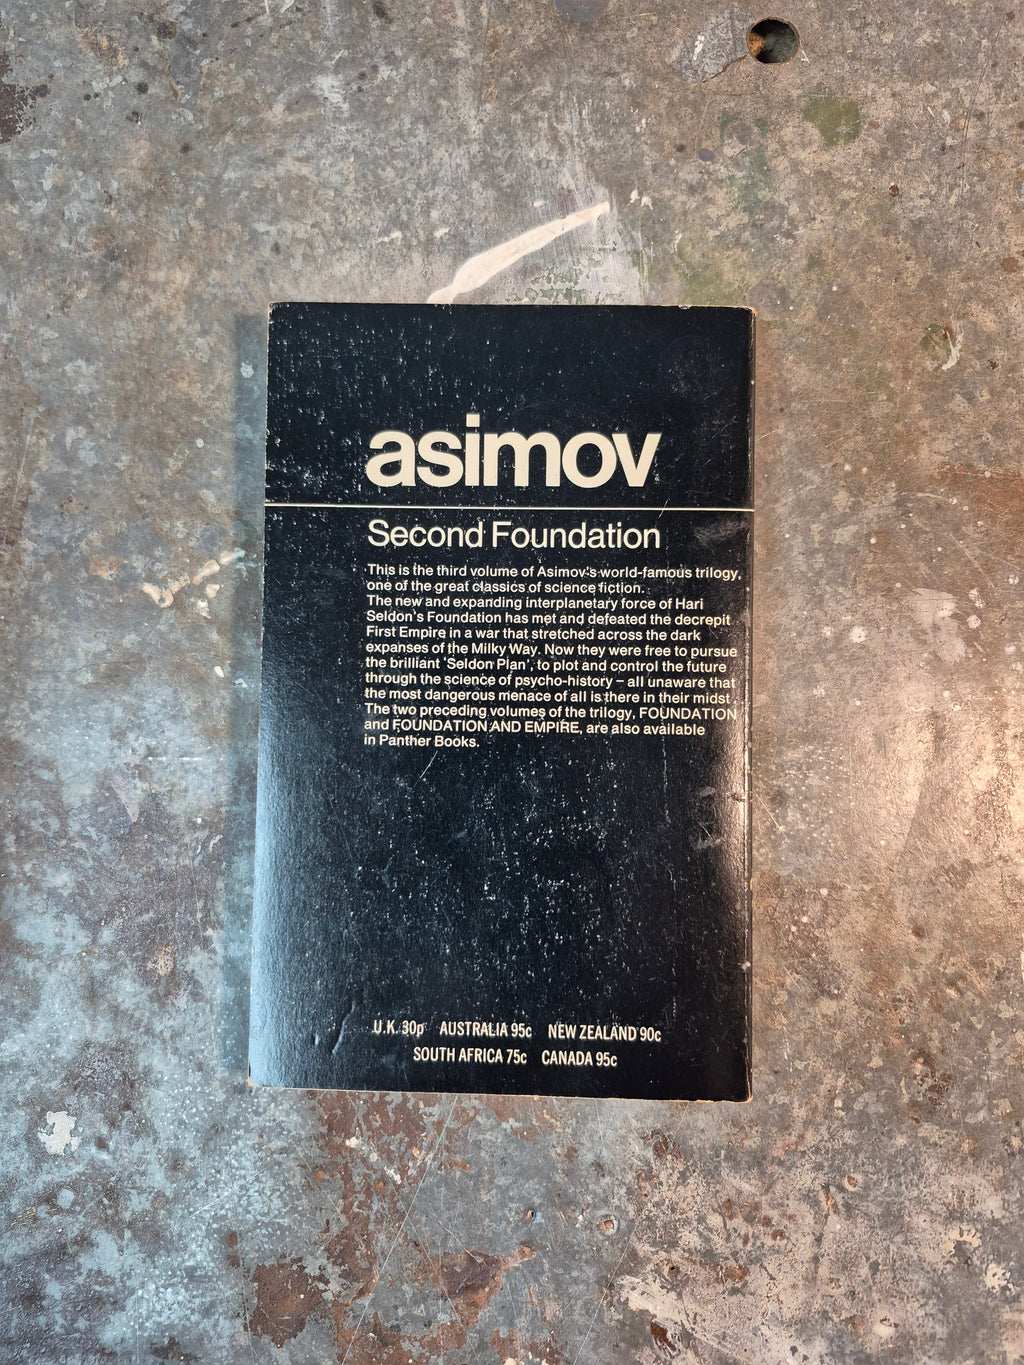 asimov
Second Foundation
This is the third volume of Asimov's world-famous trilogy,
one of the great classics of science fiction.
The new and expanding interplanetary force of Hari
Seldon's Foundation has met and defeated the decrepit
First Empire in a war that stretched across the dark
expanses of the Milky Way. Now they were free to pursue
the brilliant 'Seldon Plan', to plot and control the future
through the science of psycho-history – all unaware that
the most dangerous menace of all is there in their midst.
The two preceding volumes of the trilogy, FOUNDATION
and FOUNDATION AND EMPIRE, are also available
in Panther Books.
U.K. 30p AUSTRALIA 95c NEW ZEALAND 90c
SOUTH AFRICA 75c CANADA 95c